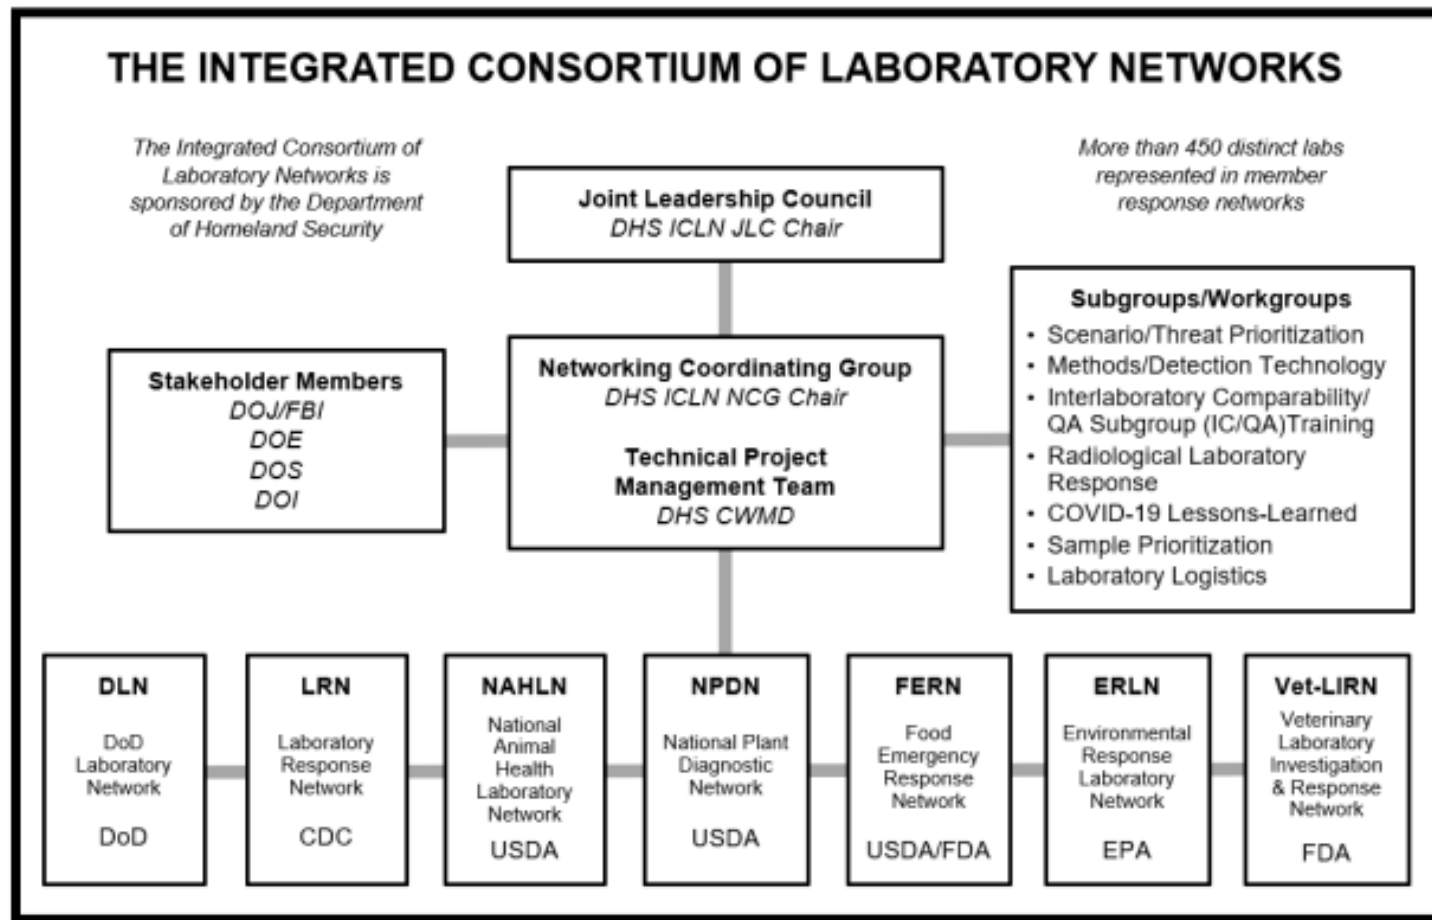 THE INTEGRATED CONSORTIUM OF LABORATORY NETWORKS
The Integrated Consortium of
Laboratory Networks is
sponsored by the Department
of Homeland Security
More than 450 distinct labs
represented in member
response networks
Joint Leadership Council
DHS ICLN JLC Chair
Stakeholder Members
DOJ/FBI
DOE
DOS
DOI
Networking Coordinating Group
DHS ICLN NCG Chair
Technical Project
Management Team
DHS CWMD
Subgroups/Workgroups
• Scenario/Threat Prioritization
• Methods/Detection Technology
• Interlaboratory Comparability/
QA Subgroup (IC/QA)Training
• Radiological Laboratory
Response
• COVID-19 Lessons-Learned
• Sample Prioritization
• Laboratory Logistics
DLN
DoD
Laboratory
Network
DoD
LRN
Laboratory
Response
Network
CDC
NAHLN
National
Animal
Health
Laboratory
Network
USDA
NPDN
National Plant
Diagnostic
Network
USDA
FERN
Food
Emergency
Response
Network
USDA/FDA
ERLN
Environmental
Response
Laboratory
Network
EPA
Vet-LIRN
Veterinary
Laboratory
Investigation
& Response
Network
FDA